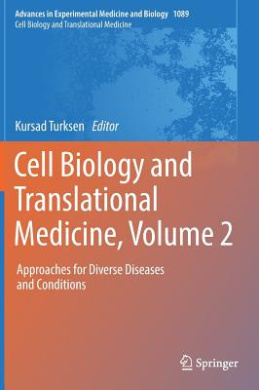 Advances in Experimental Medicine and Biology 1089
Cell Biology and Translational Medicine
Kursad Turksen Editor
Cell Biology and
Translational
Medicine, Volume 2
Approaches for Diverse Diseases
and Conditions
Springer